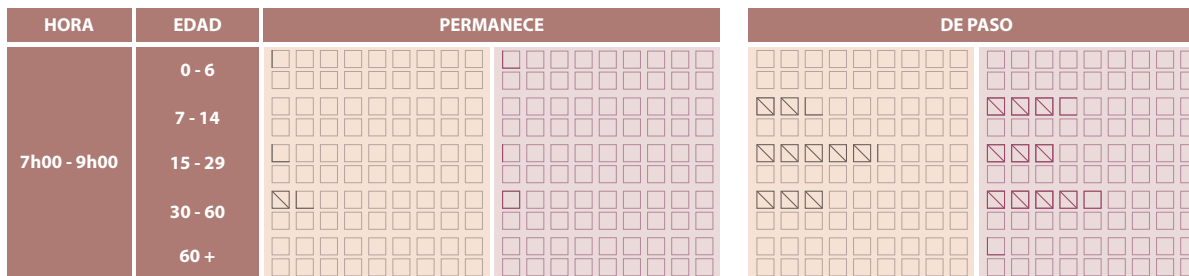 HORA EDAD PERMANECE DE PASO
0 - 6
7 - 14
7h00 - 9h00 15 - 29
30 - 60
60 +